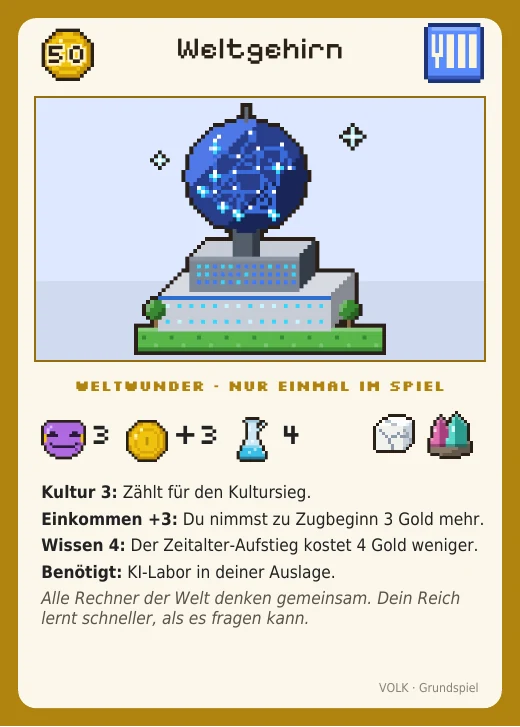 50
Weltgehirn
VIII
WELTWUNDER · NUR EINMAL IM SPIEL
3 +3 4
Kultur 3: Zählt für den Kultursieg.
Einkommen +3: Du nimmst zu Zugbeginn 3 Gold mehr.
Wissen 4: Der Zeitalter-Aufstieg kostet 4 Gold weniger.
Benötigt: KI-Labor in deiner Auslage.
Alle Rechner der Welt denken gemeinsam. Dein Reich
lernt schneller, als es fragen kann.
VOLK · Grundspiel